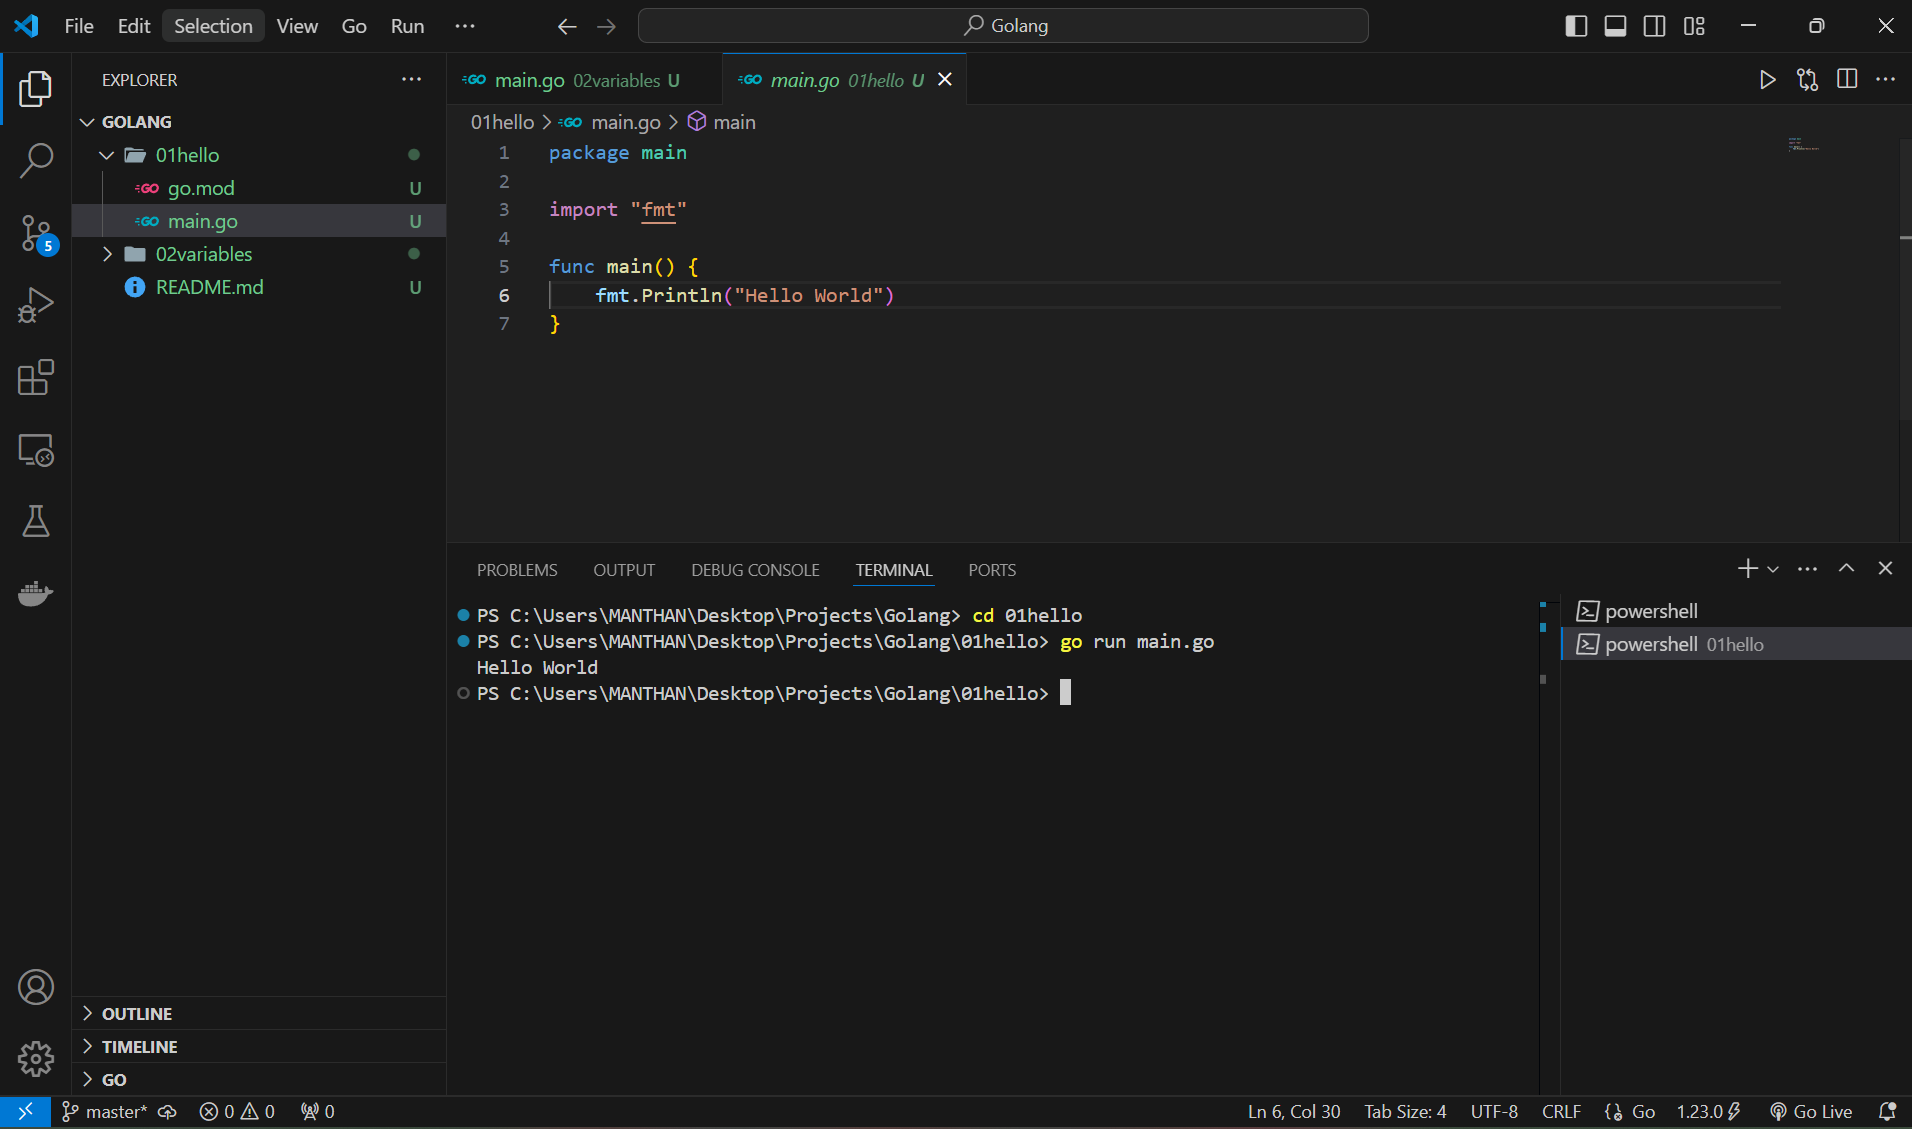 File Edit Selection View Go Run ···
Golang
EXPLORER
GOLANG
01hello
go.mod U
main.go U
02variables
README.md U
OUTLINE
TIMELINE
GO
5
main.go 02variables U
main.go 01hello U
01hello > main.go > main
1 package main
2
3 import "fmt"
4
5 func main() {
6 fmt.Println("Hello World")
7 }
PROBLEMS OUTPUT DEBUG CONSOLE TERMINAL PORTS
PS C:\Users\MANTHAN\Desktop\Projects\Golang> cd 01hello
PS C:\Users\MANTHAN\Desktop\Projects\Golang\01hello> go run main.go
Hello World
PS C:\Users\MANTHAN\Desktop\Projects\Golang\01hello>
powershell
powershell 01hello
master* 0 0 0 Ln 6, Col 30 Tab Size: 4 UTF-8 CRLF Go 1.23.0 Go Live